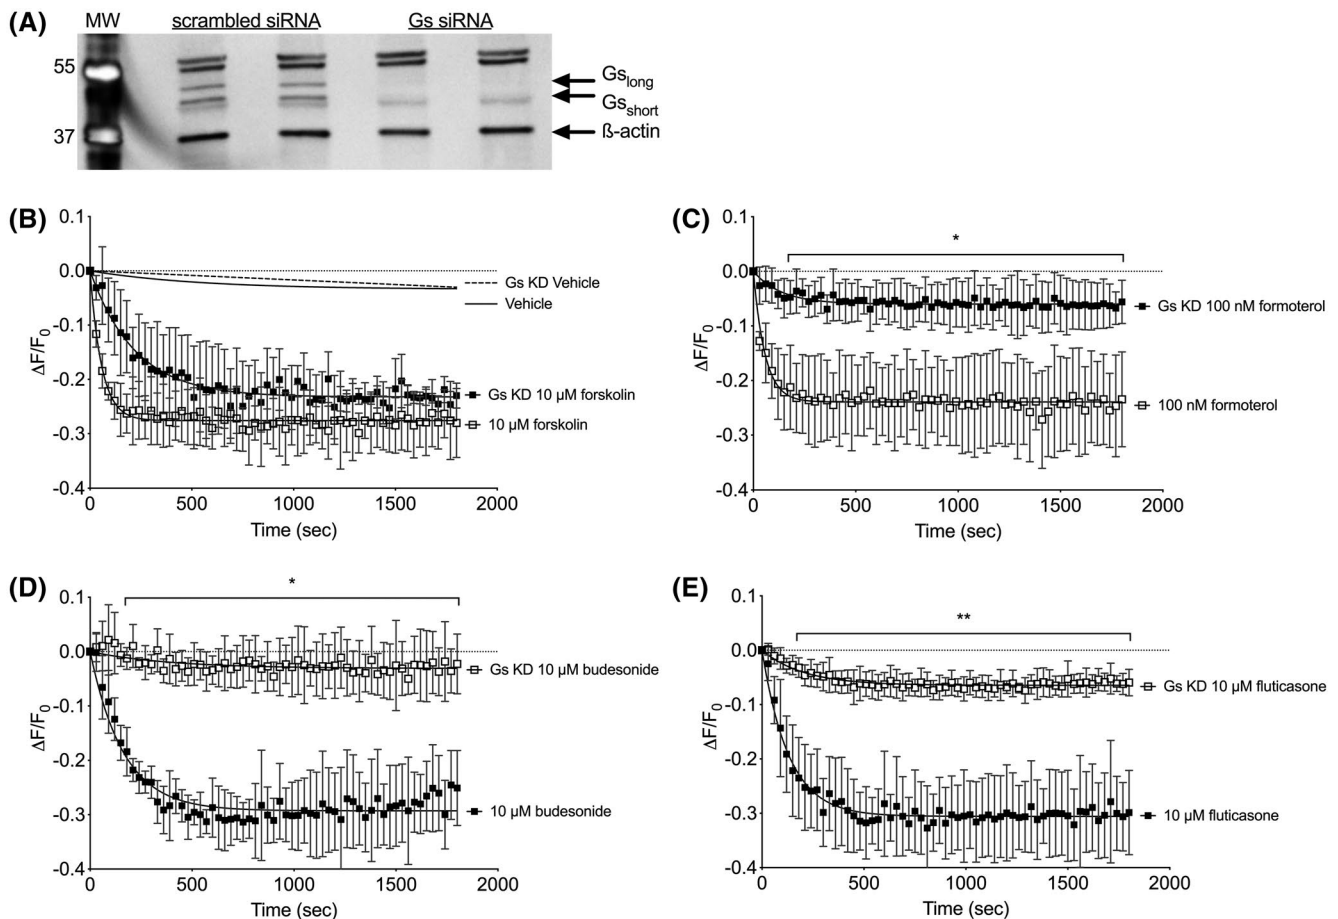 (A)
MW
scrambled siRNA
Gs siRNA
55
37
Gslong
Gsshort
ß-actin
(B)
0.1
0.0
-0.1
-0.2
-0.3
-0.4
ΔF/F0
0
500
1000
1500
2000
Time (sec)
Gs KD Vehicle
Vehicle
Gs KD 10 µM forskolin
10 µM forskolin
(C)
*
0.1
0.0
-0.1
-0.2
-0.3
-0.4
ΔF/F0
0
500
1000
1500
2000
Time (sec)
Gs KD 100 nM formoterol
100 nM formoterol
(D)
*
0.1
0.0
-0.1
-0.2
-0.3
-0.4
ΔF/F0
0
500
1000
1500
2000
Time (sec)
Gs KD 10 µM budesonide
10 µM budesonide
(E)
**
0.1
0.0
-0.1
-0.2
-0.3
-0.4
ΔF/F0
0
500
1000
1500
2000
Time (sec)
Gs KD 10 µM fluticasone
10 µM fluticasone